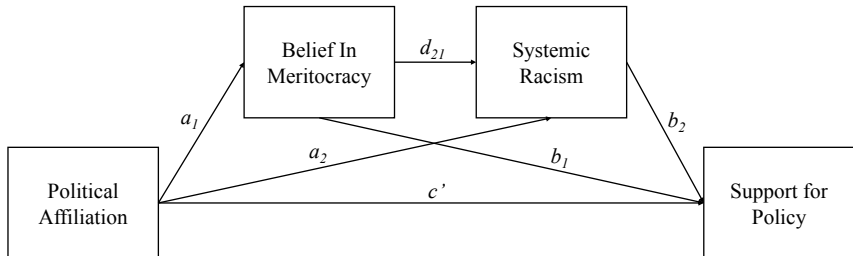 Belief In
Meritocracy
d21
Systemic
Racism
a1
a2
b1
b2
Political
Affiliation
c’
Support for
Policy